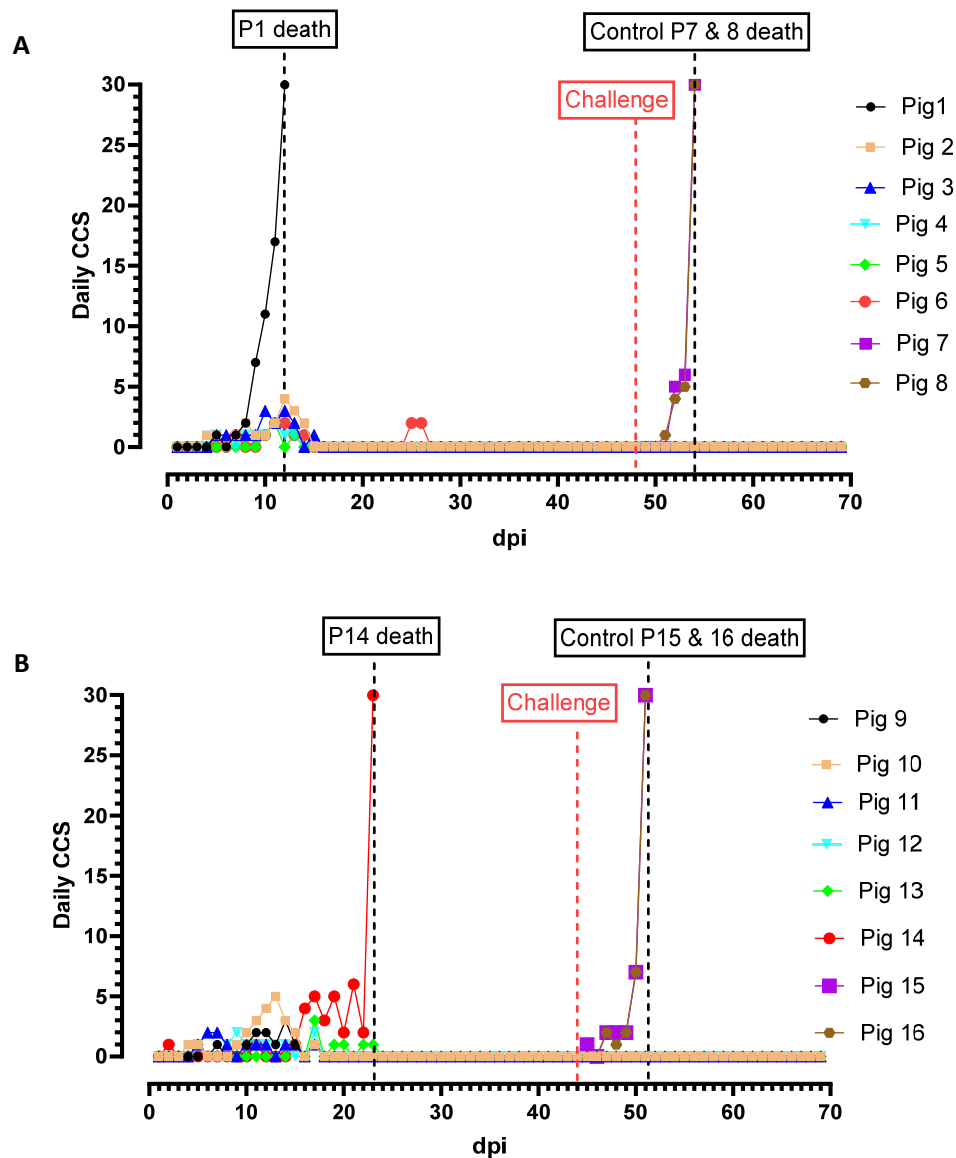 A
P1 death
Control P7 & 8 death
Challenge
30
25
20
15
10
5
0
Daily CCS
0 10 20 30 40 50 60 70
dpi
Pig1
Pig 2
Pig 3
Pig 4
Pig 5
Pig 6
Pig 7
Pig 8
B
P14 death
Control P15 & 16 death
Challenge
30
25
20
15
10
5
0
Daily CCS
0 10 20 30 40 50 60 70
dpi
Pig 9
Pig 10
Pig 11
Pig 12
Pig 13
Pig 14
Pig 15
Pig 16